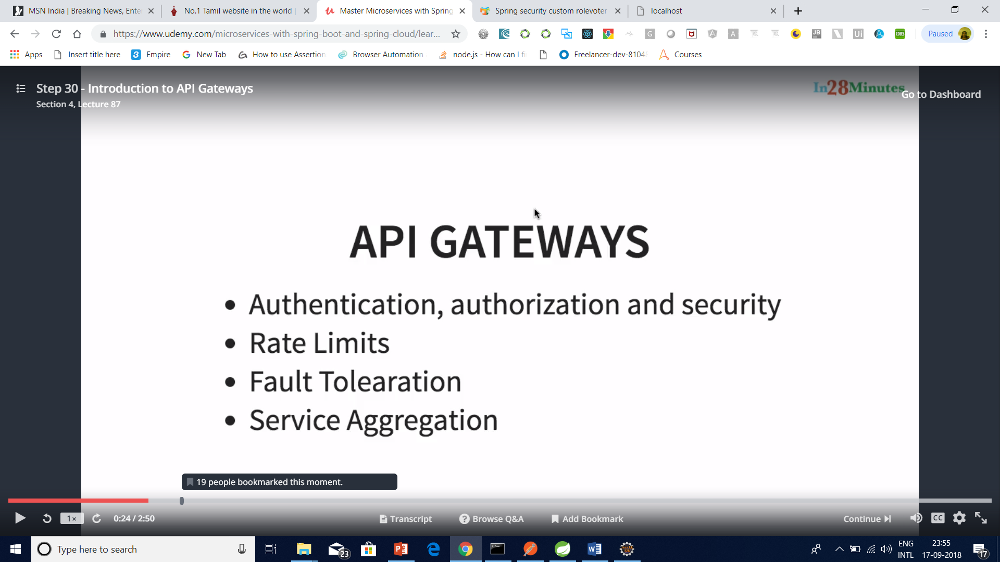 MSN India | Breaking News, Ente
No.1 Tamil website in the world |
Master Microservices with Spring
Spring security custom rolevoter
localhost
https://www.udemy.com/microservices-with-spring-boot-and-spring-cloud/lear...
G
A
JB
Ui
CORS
Paused
Apps
Insert title here
Empire
New Tab
How to use Assertion
Browser Automation
node.js - How can I fi
Freelancer-dev-8104
Courses
Step 30 - Introduction to API Gateways
Section 4, Lecture 87
In28Minutes
Go to Dashboard
API GATEWAYS
• Authentication, authorization and security
• Rate Limits
• Fault Tolearation
• Service Aggregation
19 people bookmarked this moment.
1×
0:24 / 2:50
Transcript
Browse Q&A
Add Bookmark
Continue
CC
Type here to search
23
ENG
INTL
23:55
17-09-2018
17